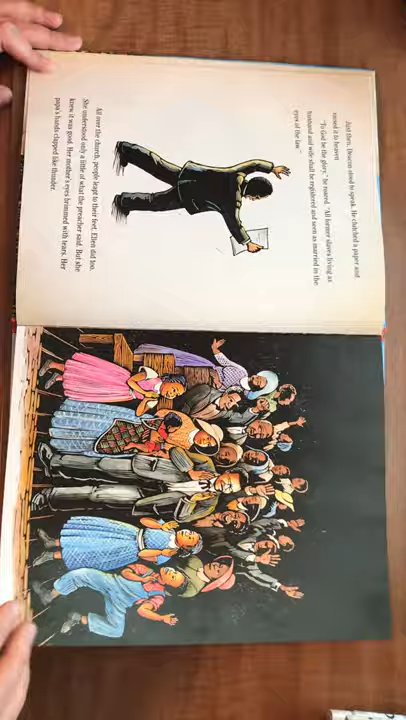 Just then, Deacon stood to speak. He clutched a paper and
raised it to heaven.
"To God be the glory," he roared. "All former slaves living as
husband and wife shall be registered and seen as married in the
eyes of the law."
All over the church, people leapt to their feet. Ellen did too.
She understood only a little of what the preacher said. But she
knew it was good. Her mother's eyes brimmed with tears. Her
papa's hands clapped like thunder.